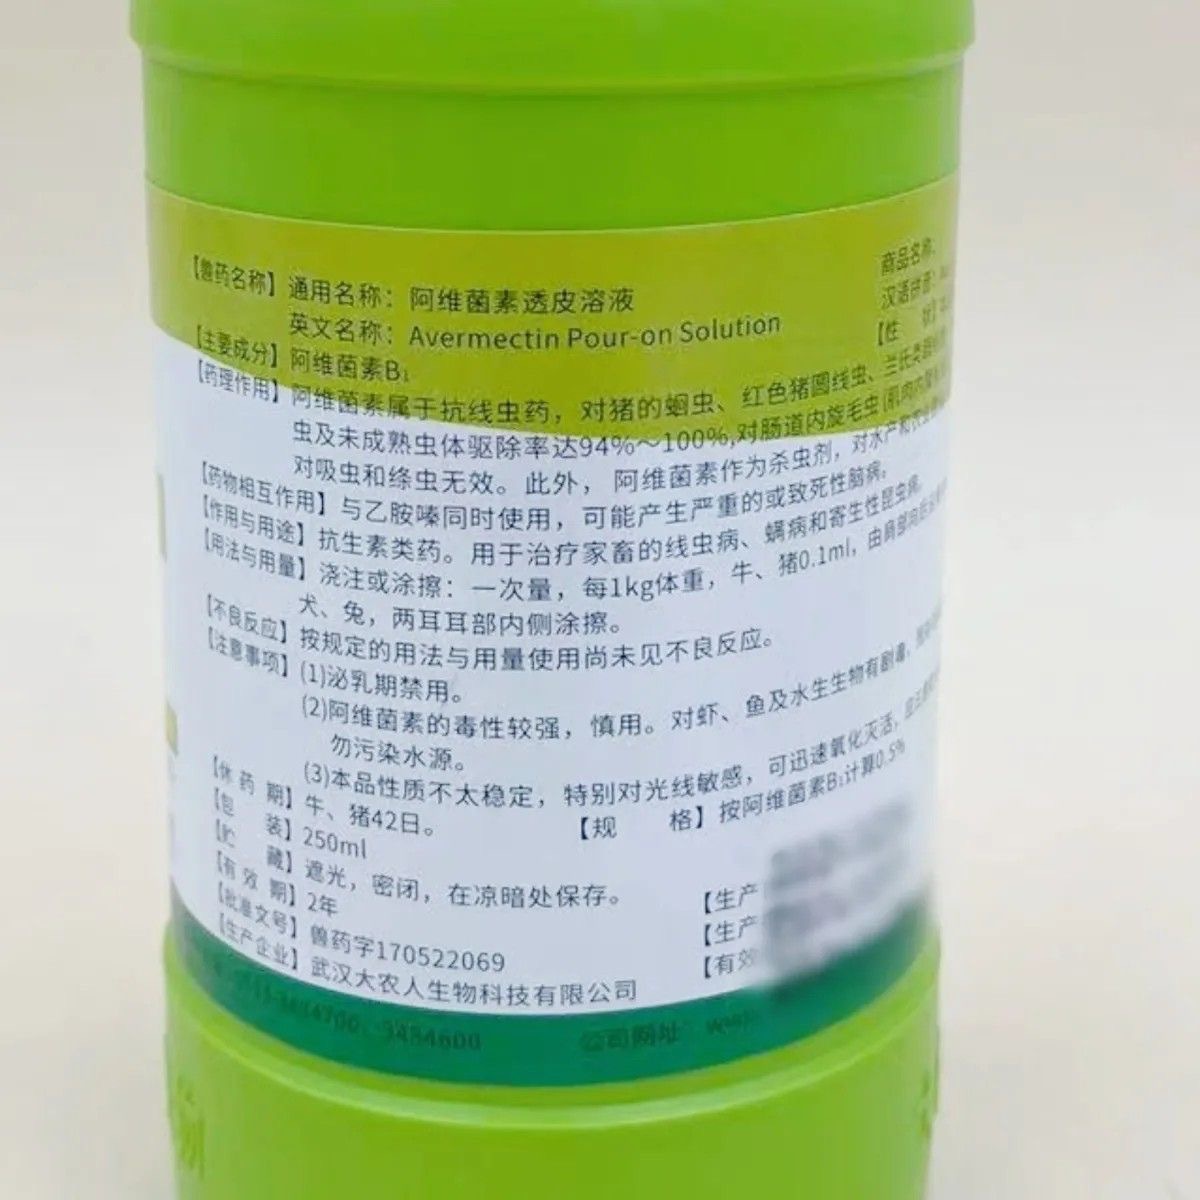 【兽药名称】通用名称：阿维菌素透皮溶液
商品名称：
英文名称：Avermectin Pour-on Solution
汉语拼音：
【主要成分】阿维菌素B₁
【性 状】
【药理作用】阿维菌素属于抗线虫药，对猪的蛔虫、红色猪圆线虫、兰氏类圆
虫及未成熟虫体驱除率达94%～100%,对肠道内旋毛虫(肌肉内
对吸虫和绦虫无效。此外，阿维菌素作为杀虫剂，对水产和农业
【药物相互作用】与乙胺嗪同时使用，可能产生严重的或致死性脑病。
【作用与用途】抗生素类药。用于治疗家畜的线虫病、螨病和寄生性昆虫病。
【用法与用量】浇注或涂擦：一次量，每1kg体重，牛、猪0.1ml，由肩部向后
犬、兔，两耳耳部内侧涂擦。
【不良反应】按规定的用法与用量使用尚未见不良反应。
【注意事项】(1)泌乳期禁用。
(2)阿维菌素的毒性较强，慎用。对虾、鱼及水生生物有剧毒，
勿污染水源。
(3)本品性质不太稳定，特别对光线敏感，可迅速氧化灭活，
【休药期】牛、猪42日。
【规 格】按阿维菌素B₁计算0.5%
【包 装】250ml
【贮 藏】遮光，密闭，在凉暗处保存。
【有效期】2年
【生产
【批准文号】兽药字170522069
【生产
【生产企业】武汉大农人生物科技有限公司
【有效
-3484700、-3484600
公司网址：